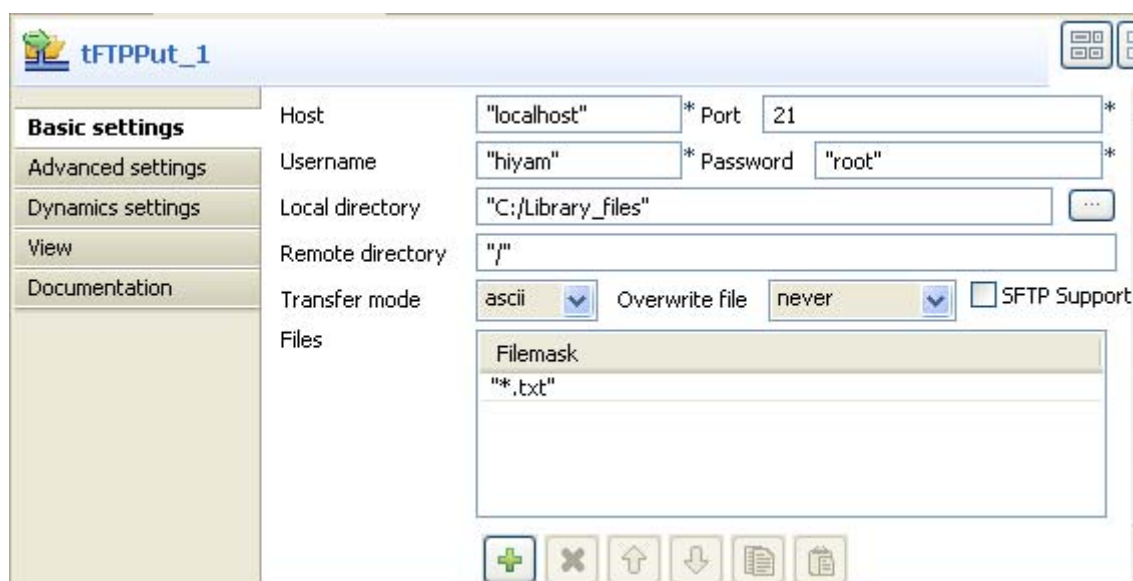 tFTPPut_1
Basic settings
Advanced settings
Dynamics settings
View
Documentation
Host "localhost" * Port 21 *
Username "hiyam" * Password "root" *
Local directory "C:/Library_files" ...
Remote directory "/"
Transfer mode ascii Overwrite file never SFTP Support
Files
Filemask
"*.txt"